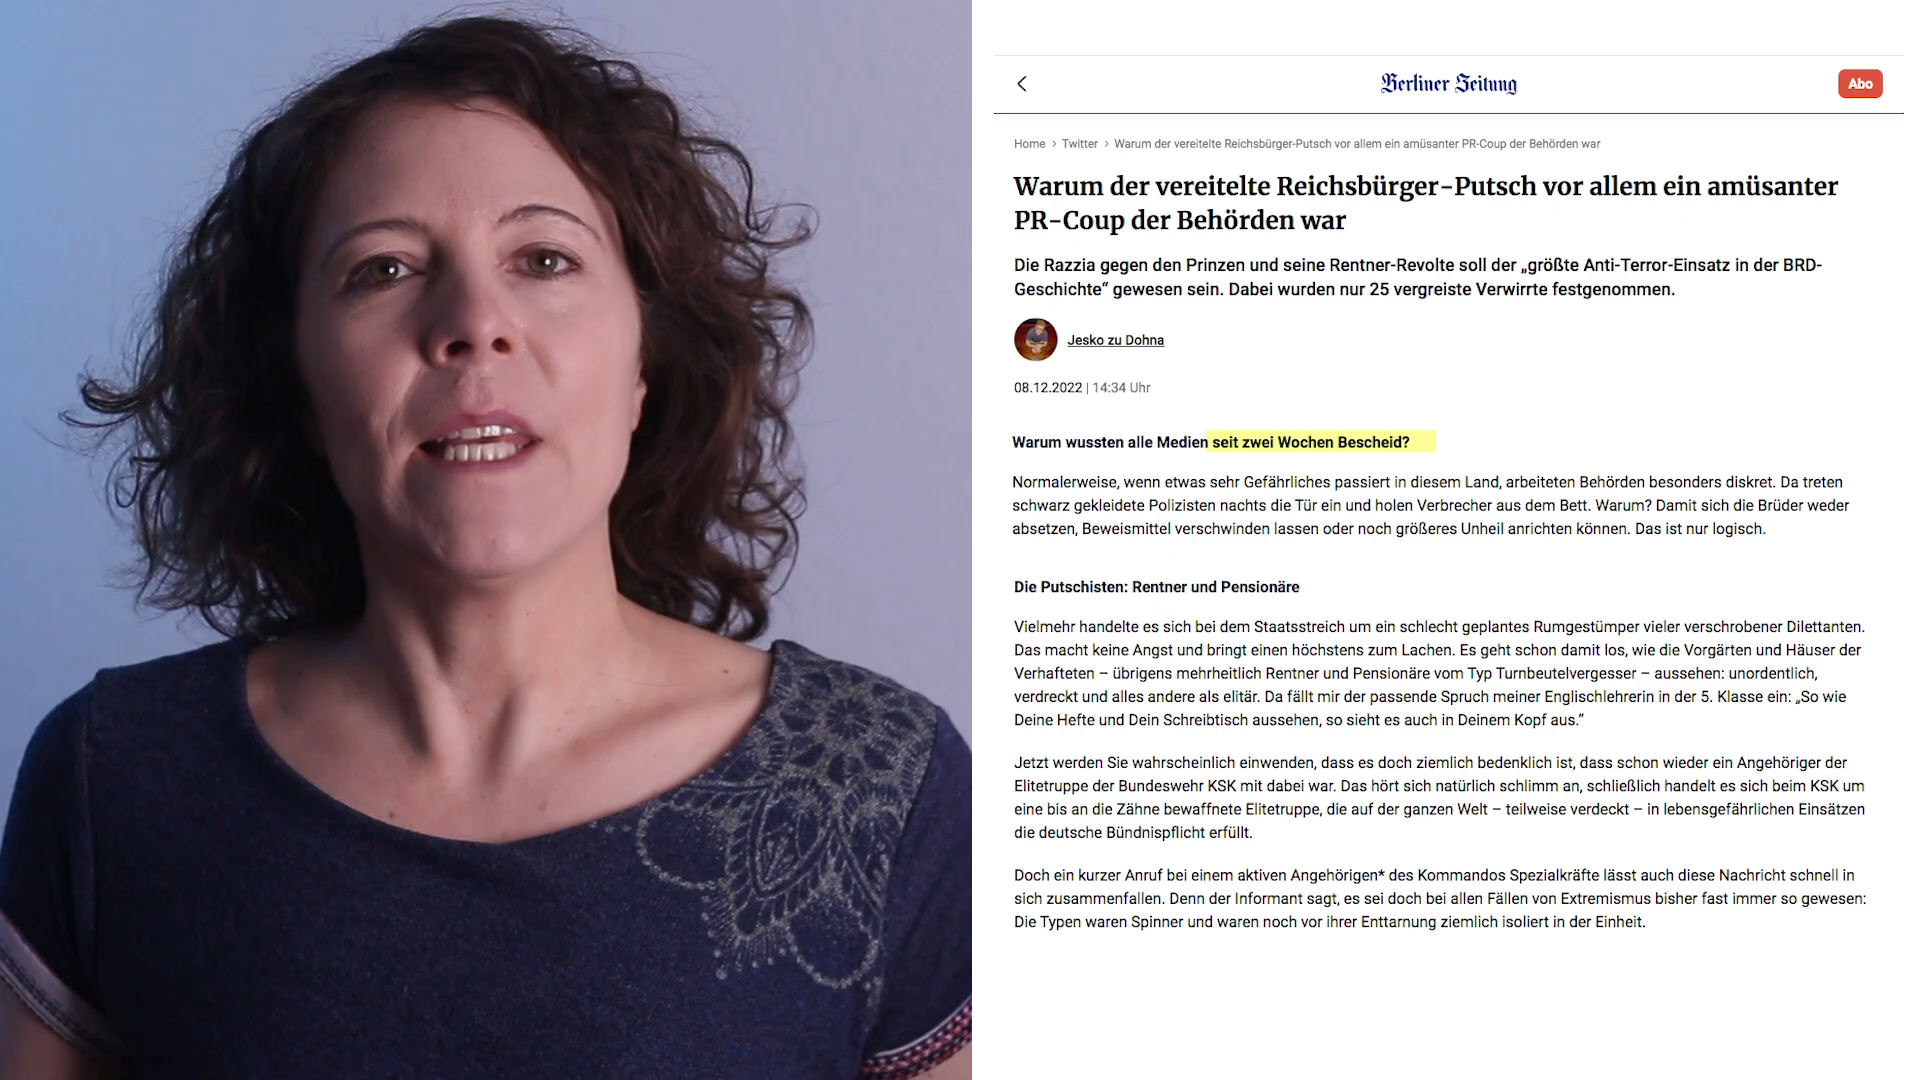 Berliner Zeitung
Abo
Home › Twitter › Warum der vereitelte Reichsbürger-Putsch vor allem ein amüsanter PR-Coup der Behörden war
Warum der vereitelte Reichsbürger-Putsch vor allem ein amüsanter
PR-Coup der Behörden war
Die Razzia gegen den Prinzen und seine Rentner-Revolte soll der „größte Anti-Terror-Einsatz in der BRD-
Geschichte“ gewesen sein. Dabei wurden nur 25 vergreiste Verwirrte festgenommen.
Jesko zu Dohna
08.12.2022 | 14:34 Uhr
Warum wussten alle Medien seit zwei Wochen Bescheid?
Normalerweise, wenn etwas sehr Gefährliches passiert in diesem Land, arbeiteten Behörden besonders diskret. Da treten
schwarz gekleidete Polizisten nachts die Tür ein und holen Verbrecher aus dem Bett. Warum? Damit sich die Brüder weder
absetzen, Beweismittel verschwinden lassen oder noch größeres Unheil anrichten können. Das ist nur logisch.
Die Putschisten: Rentner und Pensionäre
Vielmehr handelte es sich bei dem Staatsstreich um ein schlecht geplantes Rumgestümper vieler verschrobener Dilettanten.
Das macht keine Angst und bringt einen höchstens zum Lachen. Es geht schon damit los, wie die Vorgärten und Häuser der
Verhafteten – übrigens mehrheitlich Rentner und Pensionäre vom Typ Turnbeutelvergesser – aussehen: unordentlich,
verdreckt und alles andere als elitär. Da fällt mir der passende Spruch meiner Englischlehrerin in der 5. Klasse ein: „So wie
Deine Hefte und Dein Schreibtisch aussehen, so sieht es auch in Deinem Kopf aus.“
Jetzt werden Sie wahrscheinlich einwenden, dass es doch ziemlich bedenklich ist, dass schon wieder ein Angehöriger der
Elitetruppe der Bundeswehr KSK mit dabei war. Das hört sich natürlich schlimm an, schließlich handelt es sich beim KSK um
eine bis an die Zähne bewaffnete Elitetruppe, die auf der ganzen Welt – teilweise verdeckt – in lebensgefährlichen Einsätzen
die deutsche Bündnispflicht erfüllt.
Doch ein kurzer Anruf bei einem aktiven Angehörigen* des Kommandos Spezialkräfte lässt auch diese Nachricht schnell in
sich zusammenfallen. Denn der Informant sagt, es sei doch bei allen Fällen von Extremismus bisher fast immer so gewesen:
Die Typen waren Spinner und waren noch vor ihrer Enttarnung ziemlich isoliert in der Einheit.